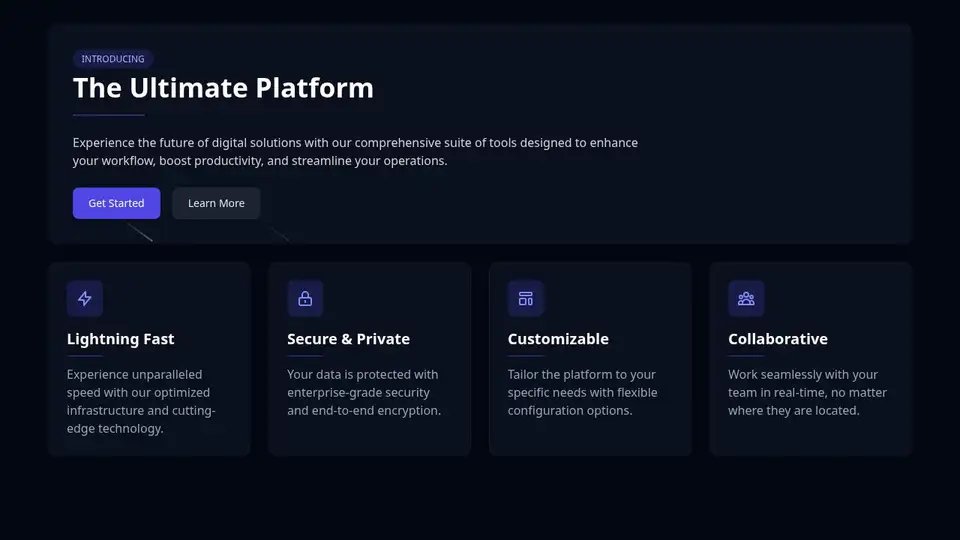 INTRODUCING
The Ultimate Platform
Experience the future of digital solutions with our comprehensive suite of tools designed to enhance
your workflow, boost productivity, and streamline your operations.
Get Started
Learn More
Lightning Fast
Experience unparalleled
speed with our optimized
infrastructure and cutting-
edge technology.
Secure & Private
Your data is protected with
enterprise-grade security
and end-to-end encryption.
Customizable
Tailor the platform to your
specific needs with flexible
configuration options.
Collaborative
Work seamlessly with your
team in real-time, no matter
where they are located.